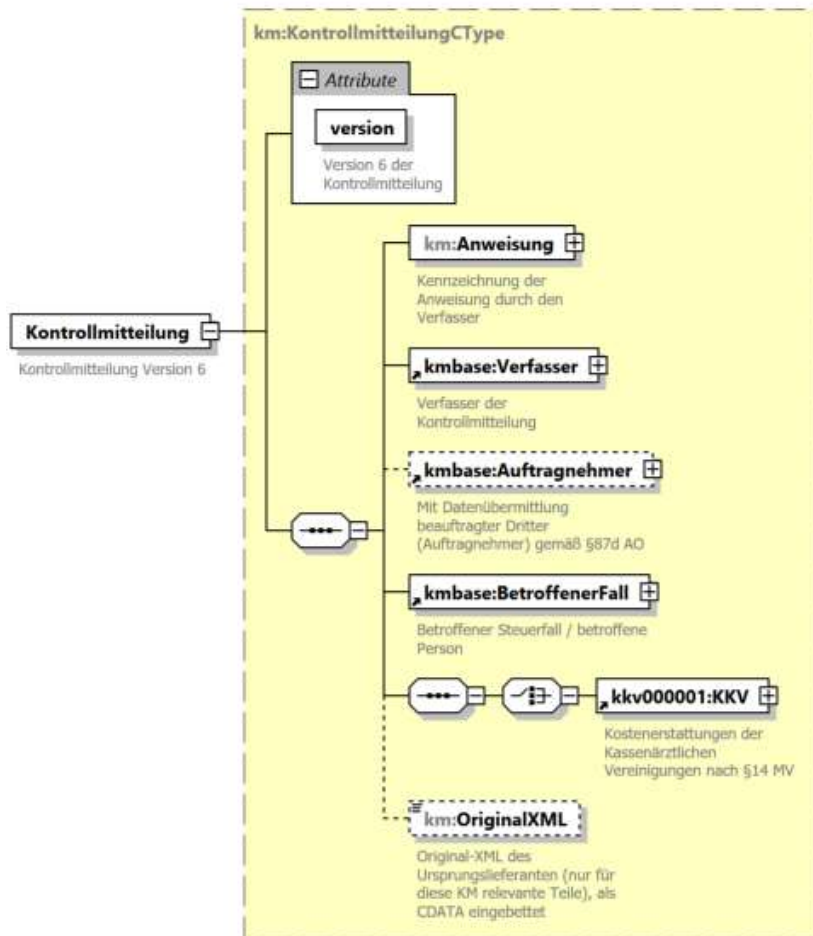 km:KontrollmitteilungCType
Attribute
version
Version 6 der
Kontrollmitteilung
km:Anweisung
Kennzeichnung der
Anweisung durch den
Verfasser
Kontrollmitteilung
Kontrollmitteilung Version 6
kmbase:Verfasser
Verfasser der
Kontrollmitteilung
kmbase:Auftragnehmer
Mit Datenübermittlung
beauftragter Dritter
(Auftragnehmer) gemäß §87d AO
kmbase:BetroffenerFall
Betroffener Steuerfall / betroffene
Person
kkv000001:KKV
Kostenerstattungen der
Kassenärztlichen
Vereinigungen nach §14 MV
km:OriginalXML
Original-XML des
Ursprungslieferanten (nur für
diese KM relevante Teile), als
CDATA eingebettet